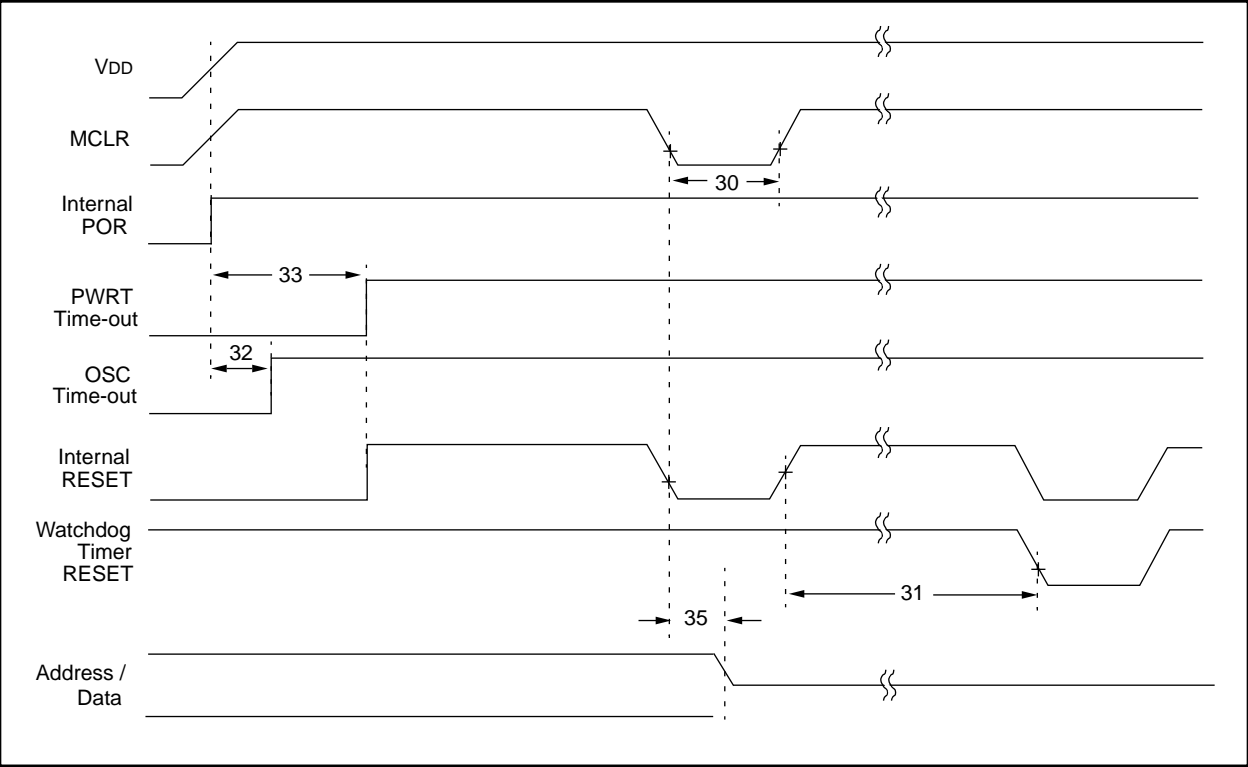 VDD
MCLR
30
Internal
POR
33
PWRT
Time-out
32
OSC
Time-out
Internal
RESET
Watchdog
Timer
RESET
31
35
Address /
Data